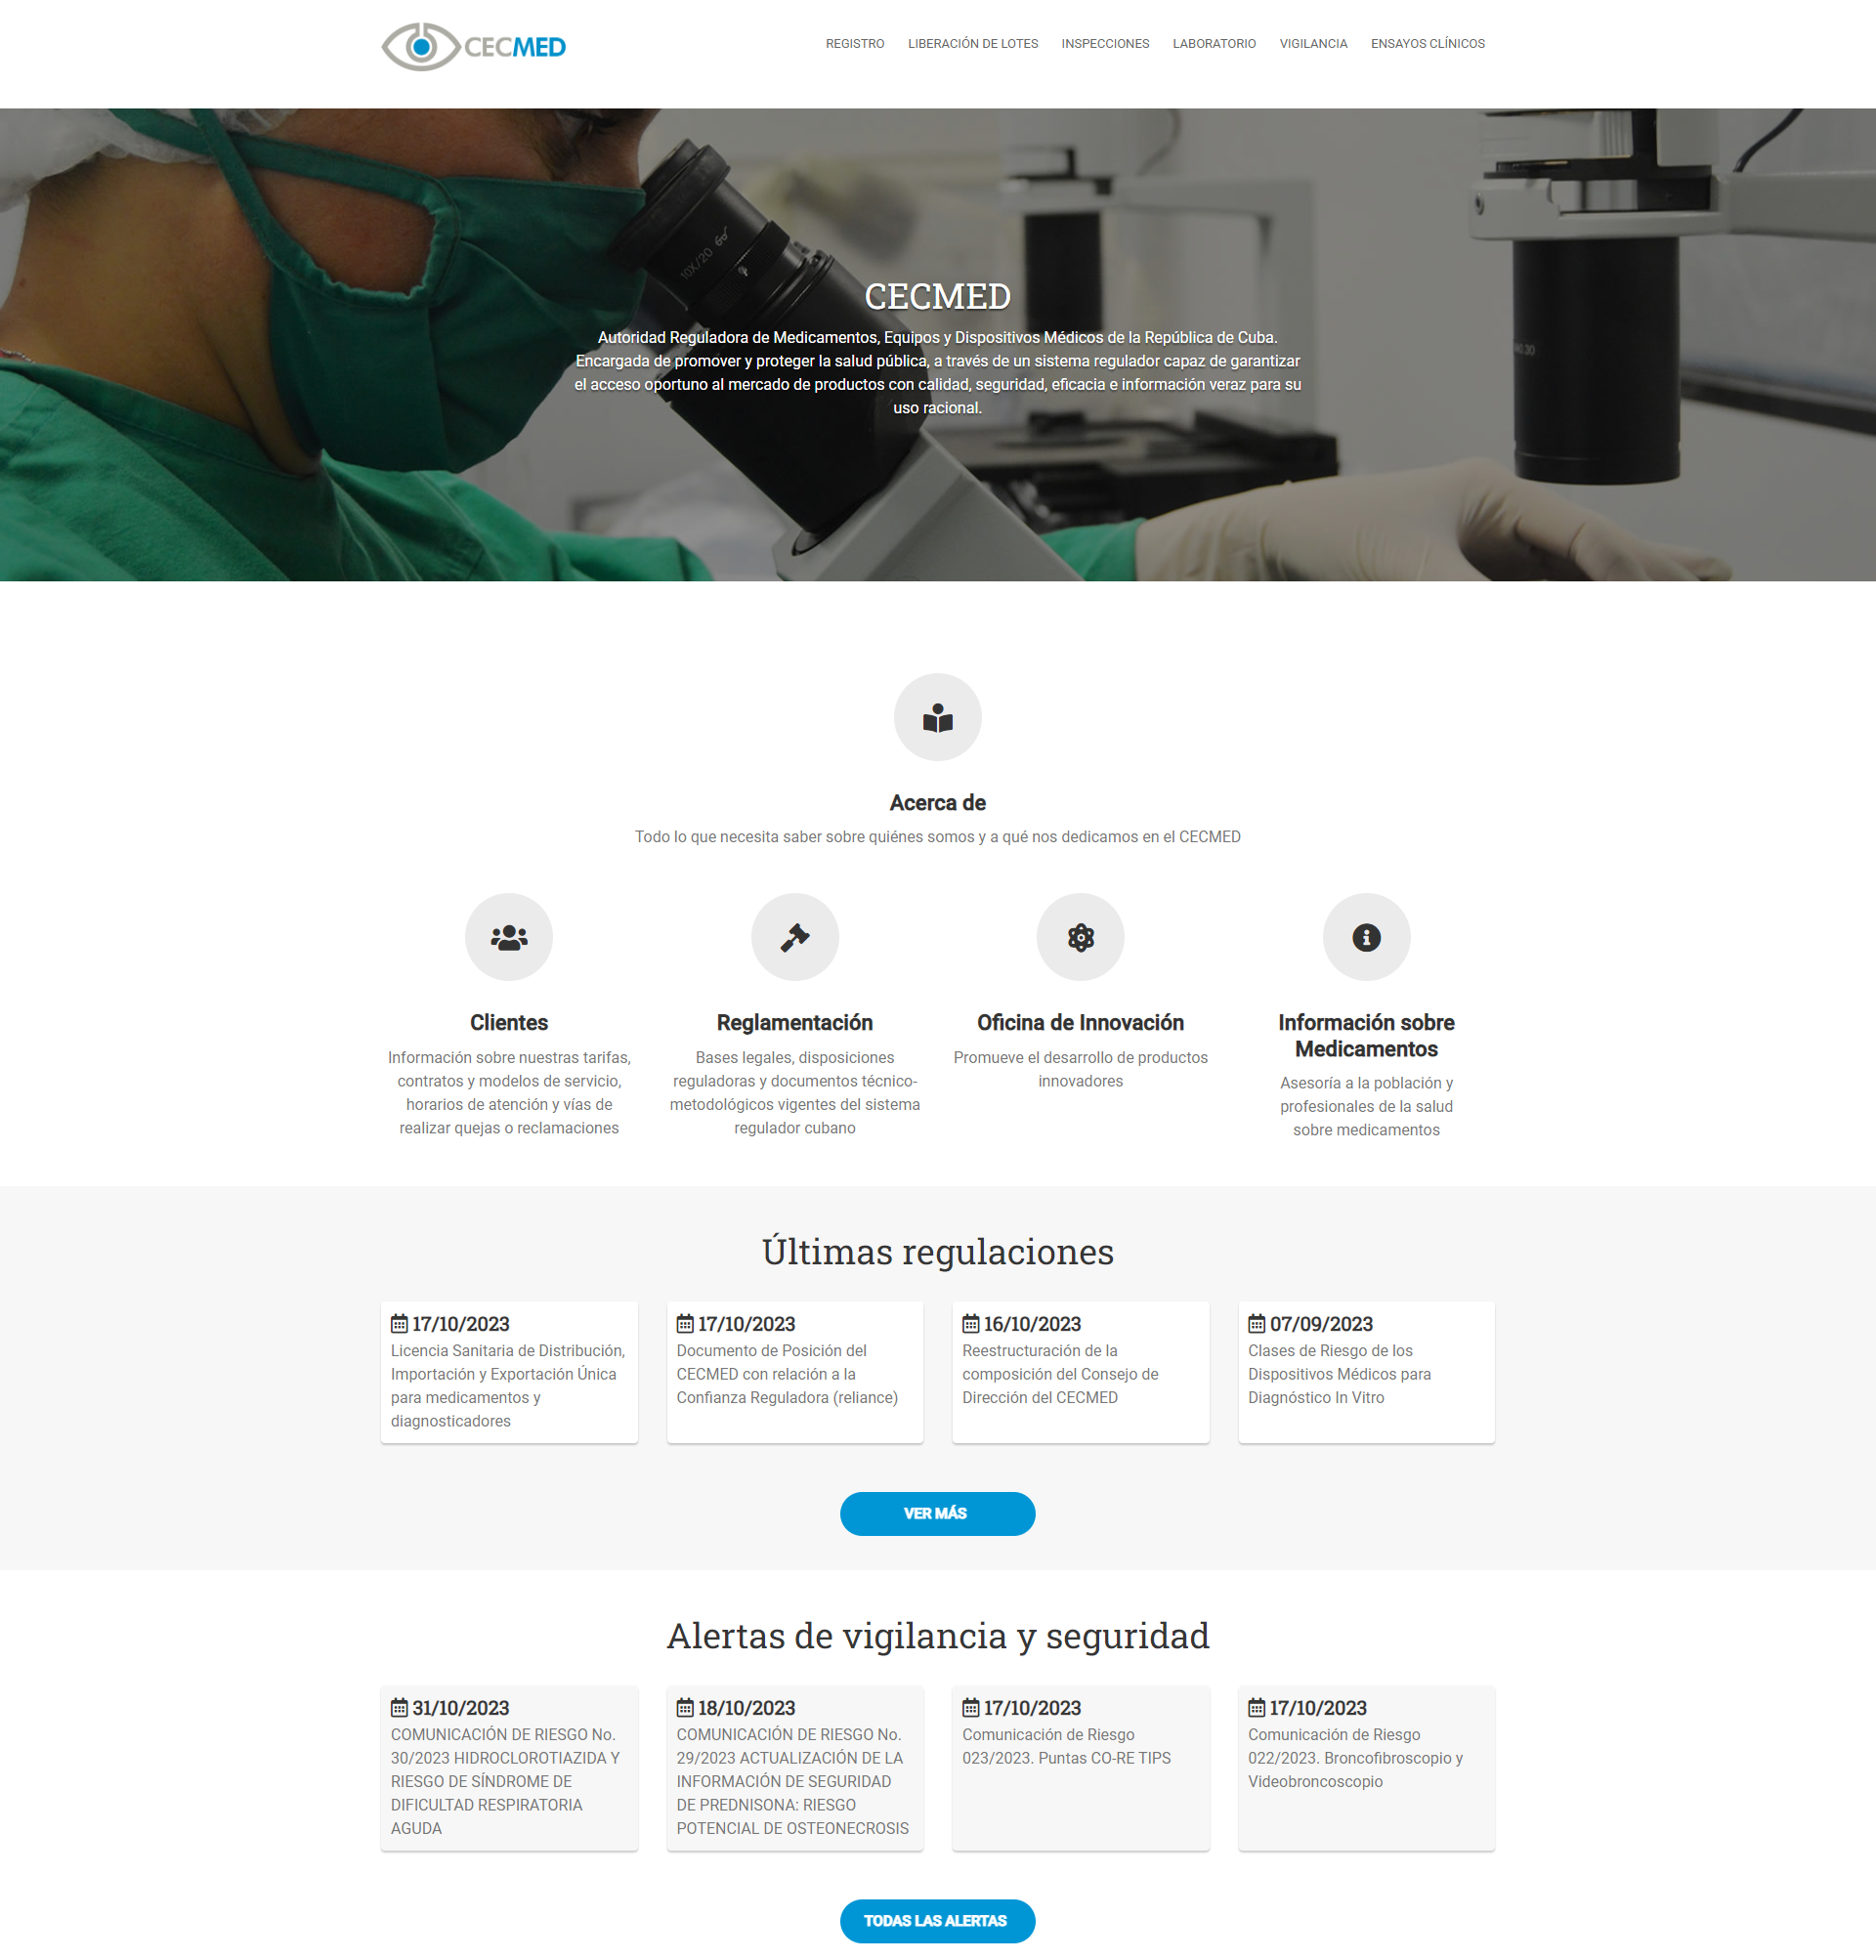 CECMED
REGISTRO LIBERACIÓN DE LOTES INSPECCIONES LABORATORIO VIGILANCIA ENSAYOS CLÍNICOS
10X/20
CECMED
Autoridad Reguladora de Medicamentos, Equipos y Dispositivos Médicos de la República de Cuba.
Encargada de promover y proteger la salud pública, a través de un sistema regulador capaz de garantizar
el acceso oportuno al mercado de productos con calidad, seguridad, eficacia e información veraz para su
uso racional.
Acerca de
Todo lo que necesita saber sobre quiénes somos y a qué nos dedicamos en el CECMED
Clientes
Información sobre nuestras tarifas,
contratos y modelos de servicio,
horarios de atención y vías de
realizar quejas o reclamaciones
Reglamentación
Bases legales, disposiciones
reguladoras y documentos técnico-
metodológicos vigentes del sistema
regulador cubano
Oficina de Innovación
Promueve el desarrollo de productos
innovadores
Información sobre
Medicamentos
Asesoría a la población y
profesionales de la salud
sobre medicamentos
Últimas regulaciones
17/10/2023
Licencia Sanitaria de Distribución,
Importación y Exportación Única
para medicamentos y
diagnosticadores
17/10/2023
Documento de Posición del
CECMED con relación a la
Confianza Reguladora (reliance)
16/10/2023
Reestructuración de la
composición del Consejo de
Dirección del CECMED
07/09/2023
Clases de Riesgo de los
Dispositivos Médicos para
Diagnóstico In Vitro
VER MÁS
Alertas de vigilancia y seguridad
31/10/2023
COMUNICACIÓN DE RIESGO No.
30/2023 HIDROCLOROTIAZIDA Y
RIESGO DE SÍNDROME DE
DIFICULTAD RESPIRATORIA
AGUDA
18/10/2023
COMUNICACIÓN DE RIESGO No.
29/2023 ACTUALIZACIÓN DE LA
INFORMACIÓN DE SEGURIDAD
DE PREDNISONA: RIESGO
POTENCIAL DE OSTEONECROSIS
17/10/2023
Comunicación de Riesgo
023/2023. Puntas CO-RE TIPS
17/10/2023
Comunicación de Riesgo
022/2023. Broncofibroscopio y
Videobroncoscopio
TODAS LAS ALERTAS